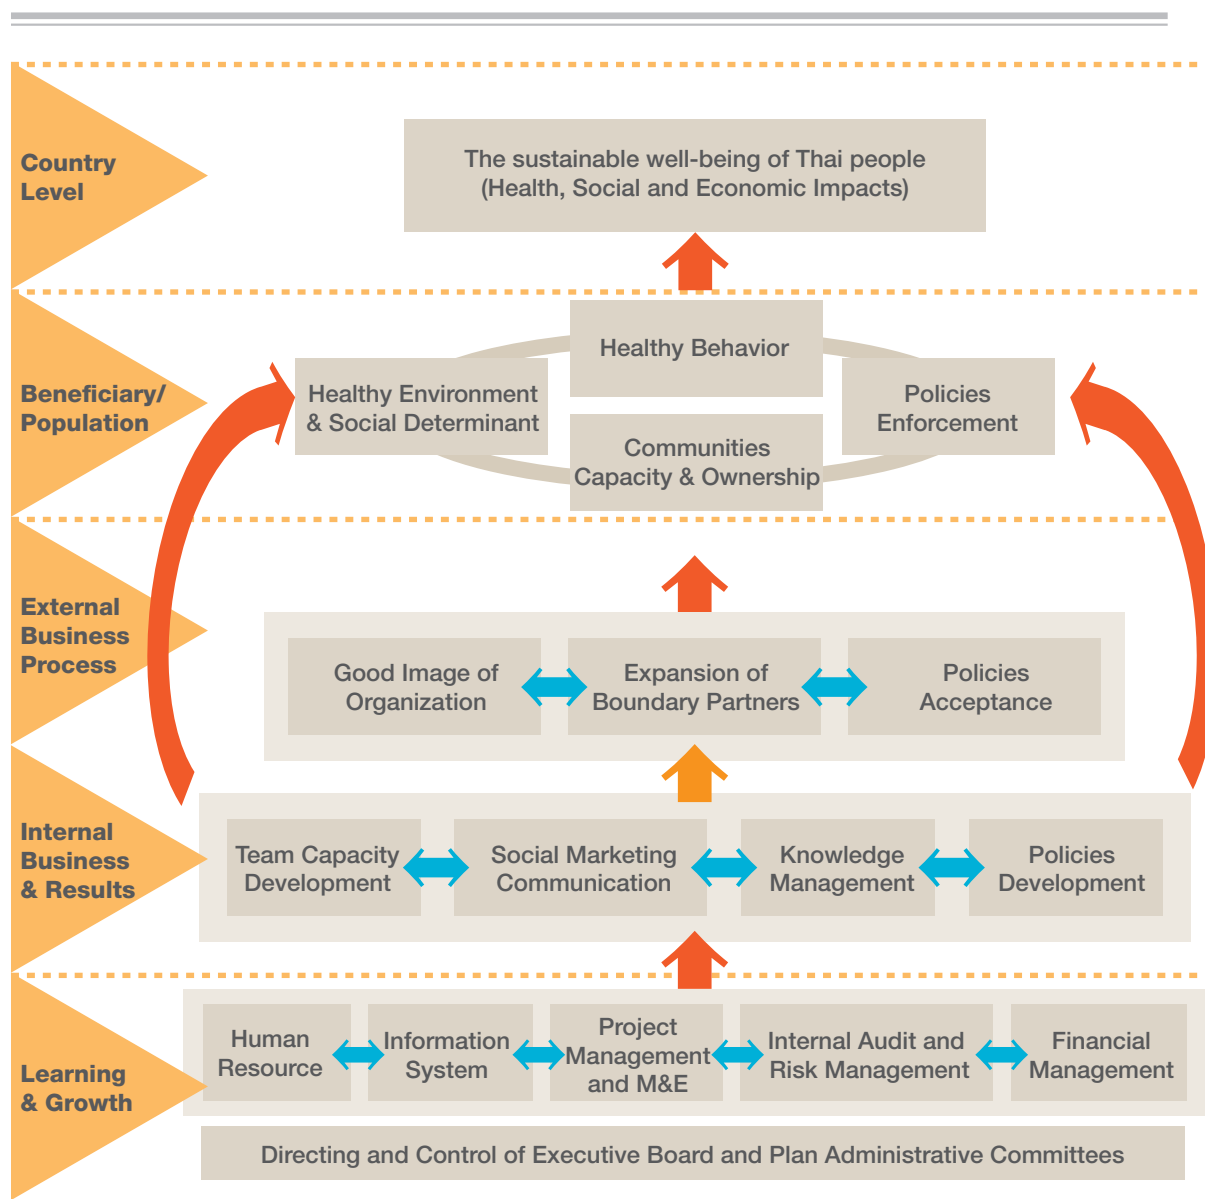 Country
Level
The sustainable well-being of Thai people
(Health, Social and Economic Impacts)
Beneficiary/
Population
Healthy Behavior
Healthy Environment
& Social Determinant
Policies
Enforcement
Communities
Capacity & Ownership
External
Business
Process
Good Image of
Organization
Expansion of
Boundary Partners
Policies
Acceptance
Internal
Business
& Results
Team Capacity
Development
Social Marketing
Communication
Knowledge
Management
Policies
Development
Learning
& Growth
Human
Resource
Information
System
Project
Management
and M&E
Internal Audit and
Risk Management
Financial
Management
Directing and Control of Executive Board and Plan Administrative Committees